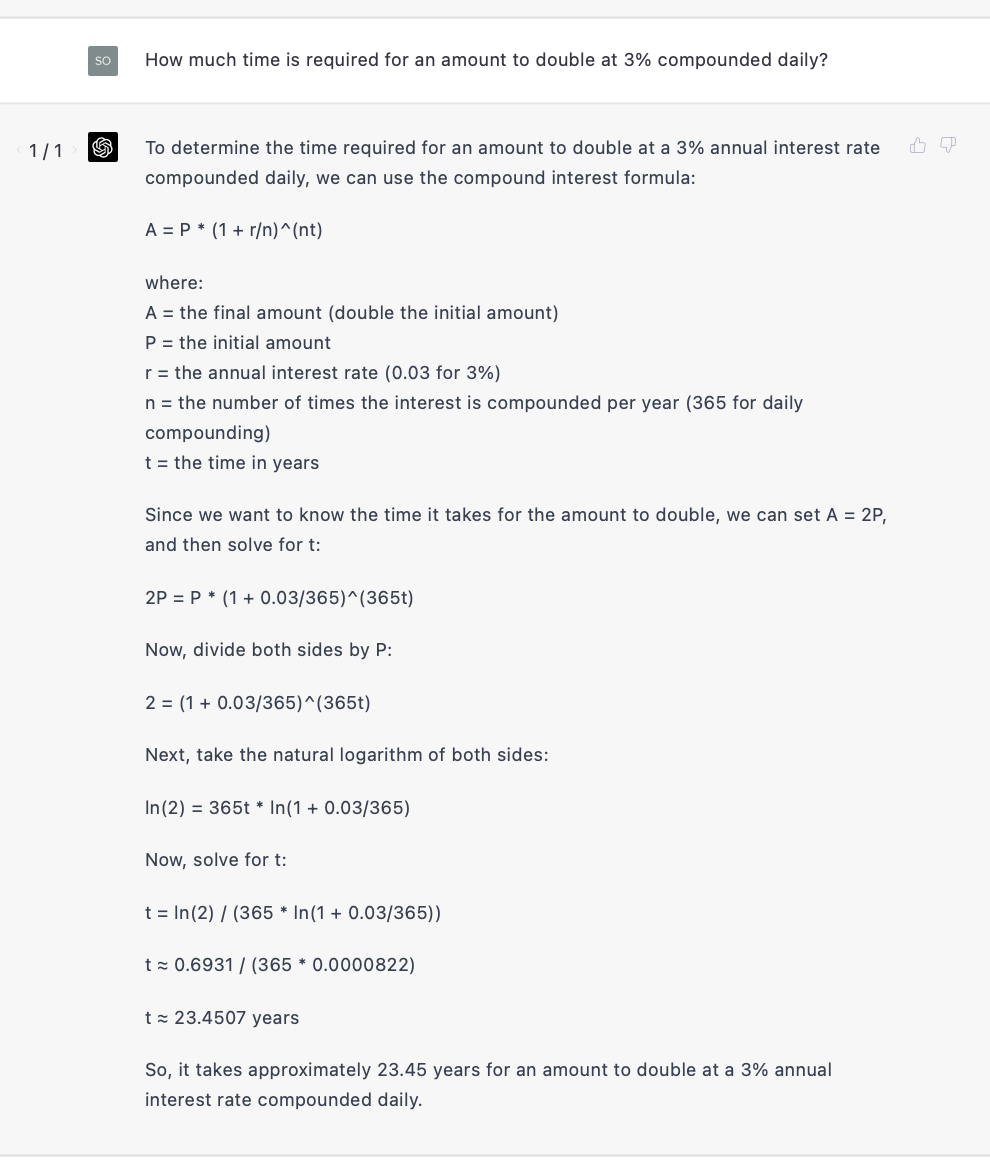 SO
How much time is required for an amount to double at 3% compounded daily?
1 / 1
To determine the time required for an amount to double at a 3% annual interest rate
compounded daily, we can use the compound interest formula:
A = P * (1 + r/n)^(nt)
where:
A = the final amount (double the initial amount)
P = the initial amount
r = the annual interest rate (0.03 for 3%)
n = the number of times the interest is compounded per year (365 for daily
compounding)
t = the time in years
Since we want to know the time it takes for the amount to double, we can set A = 2P,
and then solve for t:
2P = P * (1 + 0.03/365)^(365t)
Now, divide both sides by P:
2 = (1 + 0.03/365)^(365t)
Next, take the natural logarithm of both sides:
ln(2) = 365t * ln(1 + 0.03/365)
Now, solve for t:
t = ln(2) / (365 * ln(1 + 0.03/365))
t ≈ 0.6931 / (365 * 0.0000822)
t ≈ 23.4507 years
So, it takes approximately 23.45 years for an amount to double at a 3% annual
interest rate compounded daily.